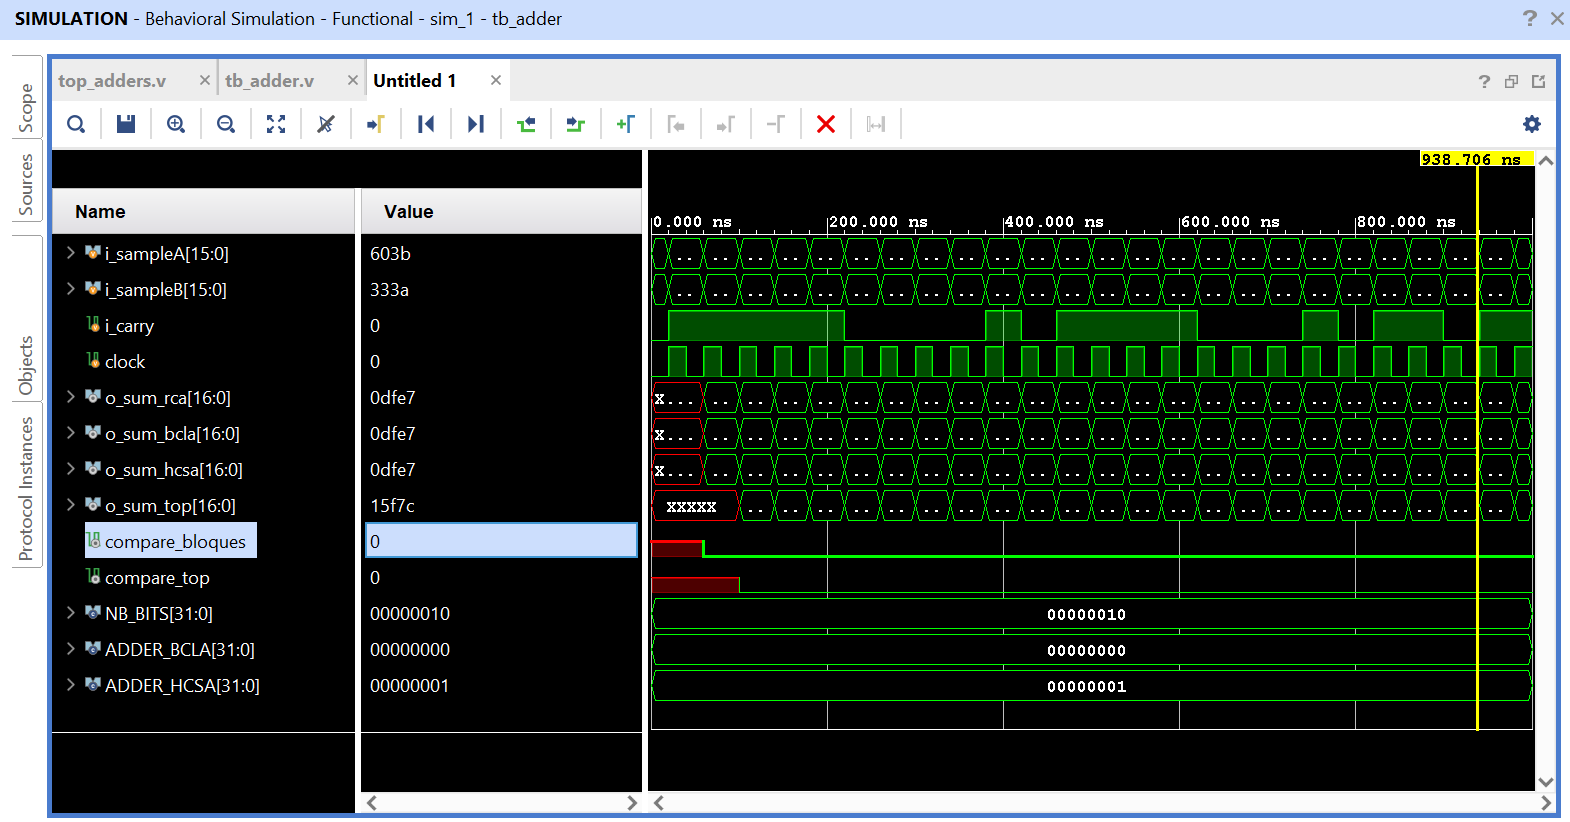 SIMULATION - Behavioral Simulation - Functional - sim_1 - tb_adder
Scope
Sources
Objects
Protocol Instances
top_adders.v
tb_adder.v
Untitled 1
938.706 ns
Name Value
0.000 ns 200.000 ns 400.000 ns 600.000 ns 800.000 ns
i_sampleA[15:0] 603b
i_sampleB[15:0] 333a
i_carry 0
clock 0
o_sum_rca[16:0] 0dfe7 X...
o_sum_bcla[16:0] 0dfe7 X...
o_sum_hcsa[16:0] 0dfe7 X...
o_sum_top[16:0] 15f7c XXXXX
compare_bloques 0
compare_top 0
NB_BITS[31:0] 00000010 00000010
ADDER_BCLA[31:0] 00000000 00000000
ADDER_HCSA[31:0] 00000001 00000001